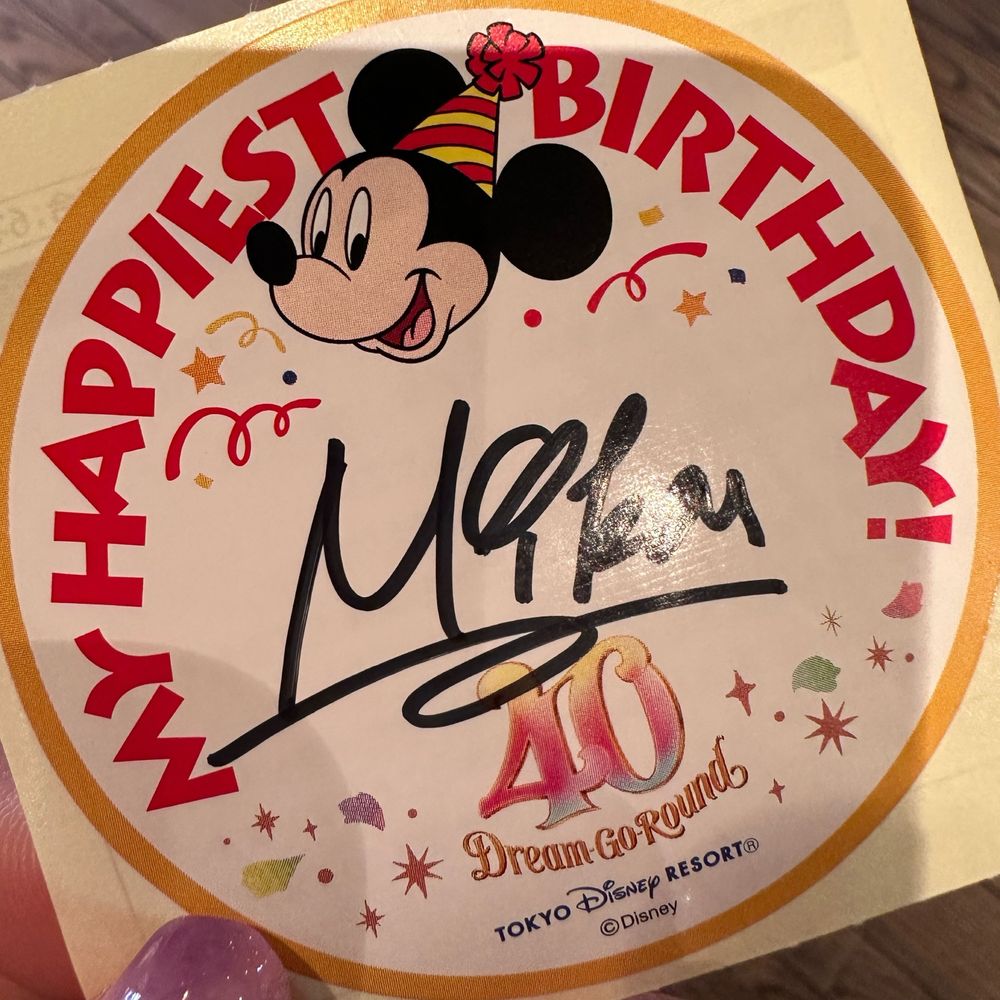 MY HAPPIEST BIRTHDAY!
40
Dream-Go-Round
TOKYO Disney RESORT®
©Disney